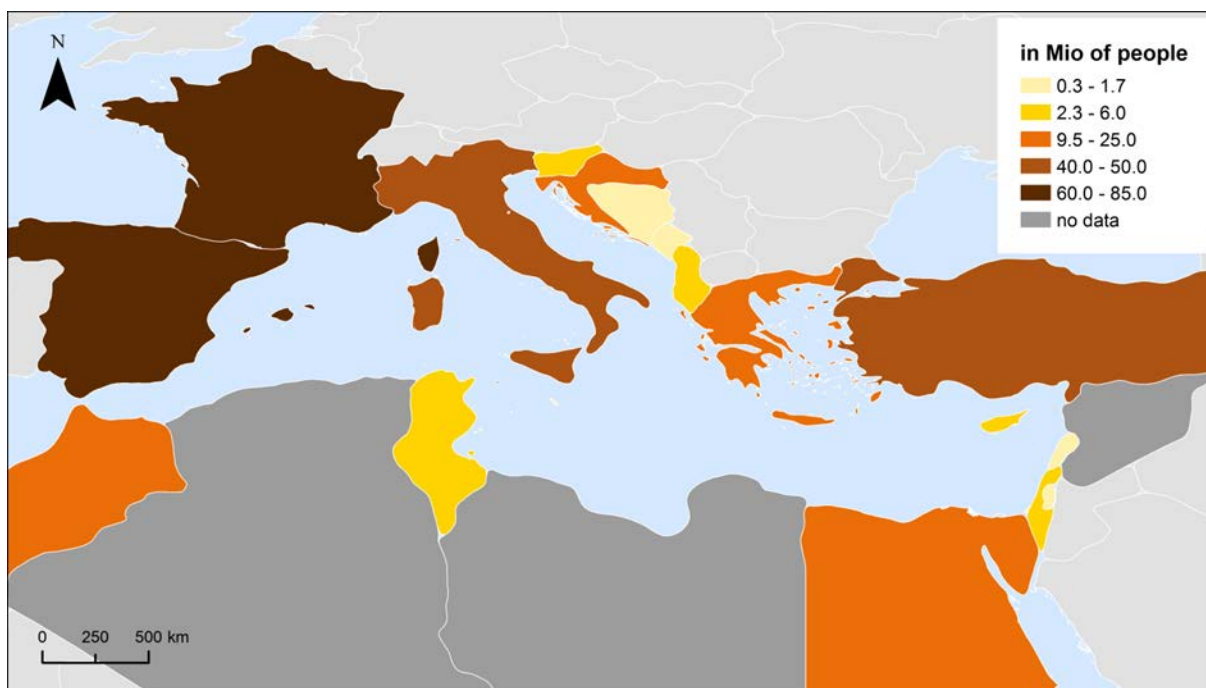 N
in Mio of people
0.3 - 1.7
2.3 - 6.0
9.5 - 25.0
40.0 - 50.0
60.0 - 85.0
no data
0 250 500 km